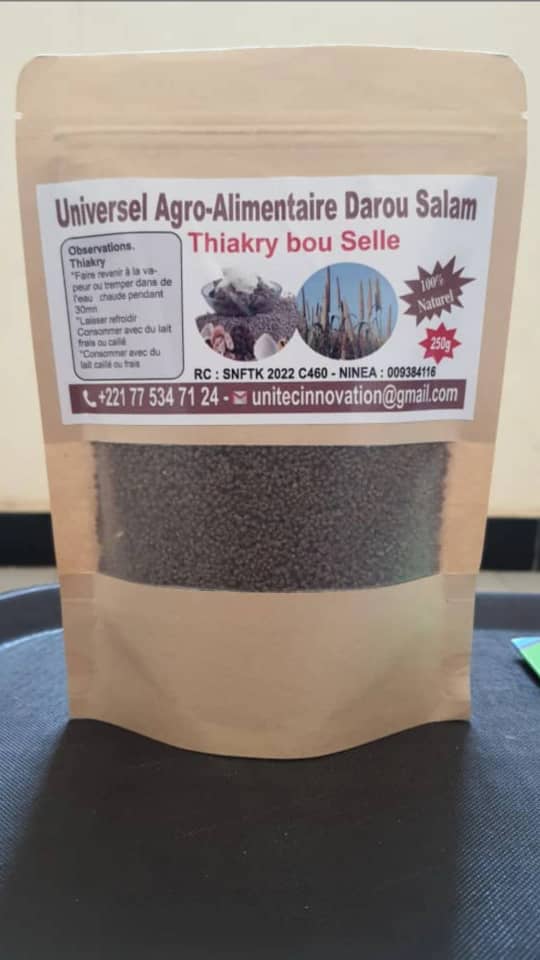 Universel Agro-Alimentaire Darou Salam
Thiakry bou Selle
Observations.
Thiakry
*Faire revenir à la va-
peur ou tremper dans de
l'eau chaude pendant
30mn
*Laisser refroidir
Consommer avec du lait
frais ou caillé
*Consommer avec du
lait caillé ou frais
100%
Naturel
250g
RC : SNFTK 2022 C460 - NINEA : 009384116
+221 77 534 71 24 - unitecinnovation@gmail.com